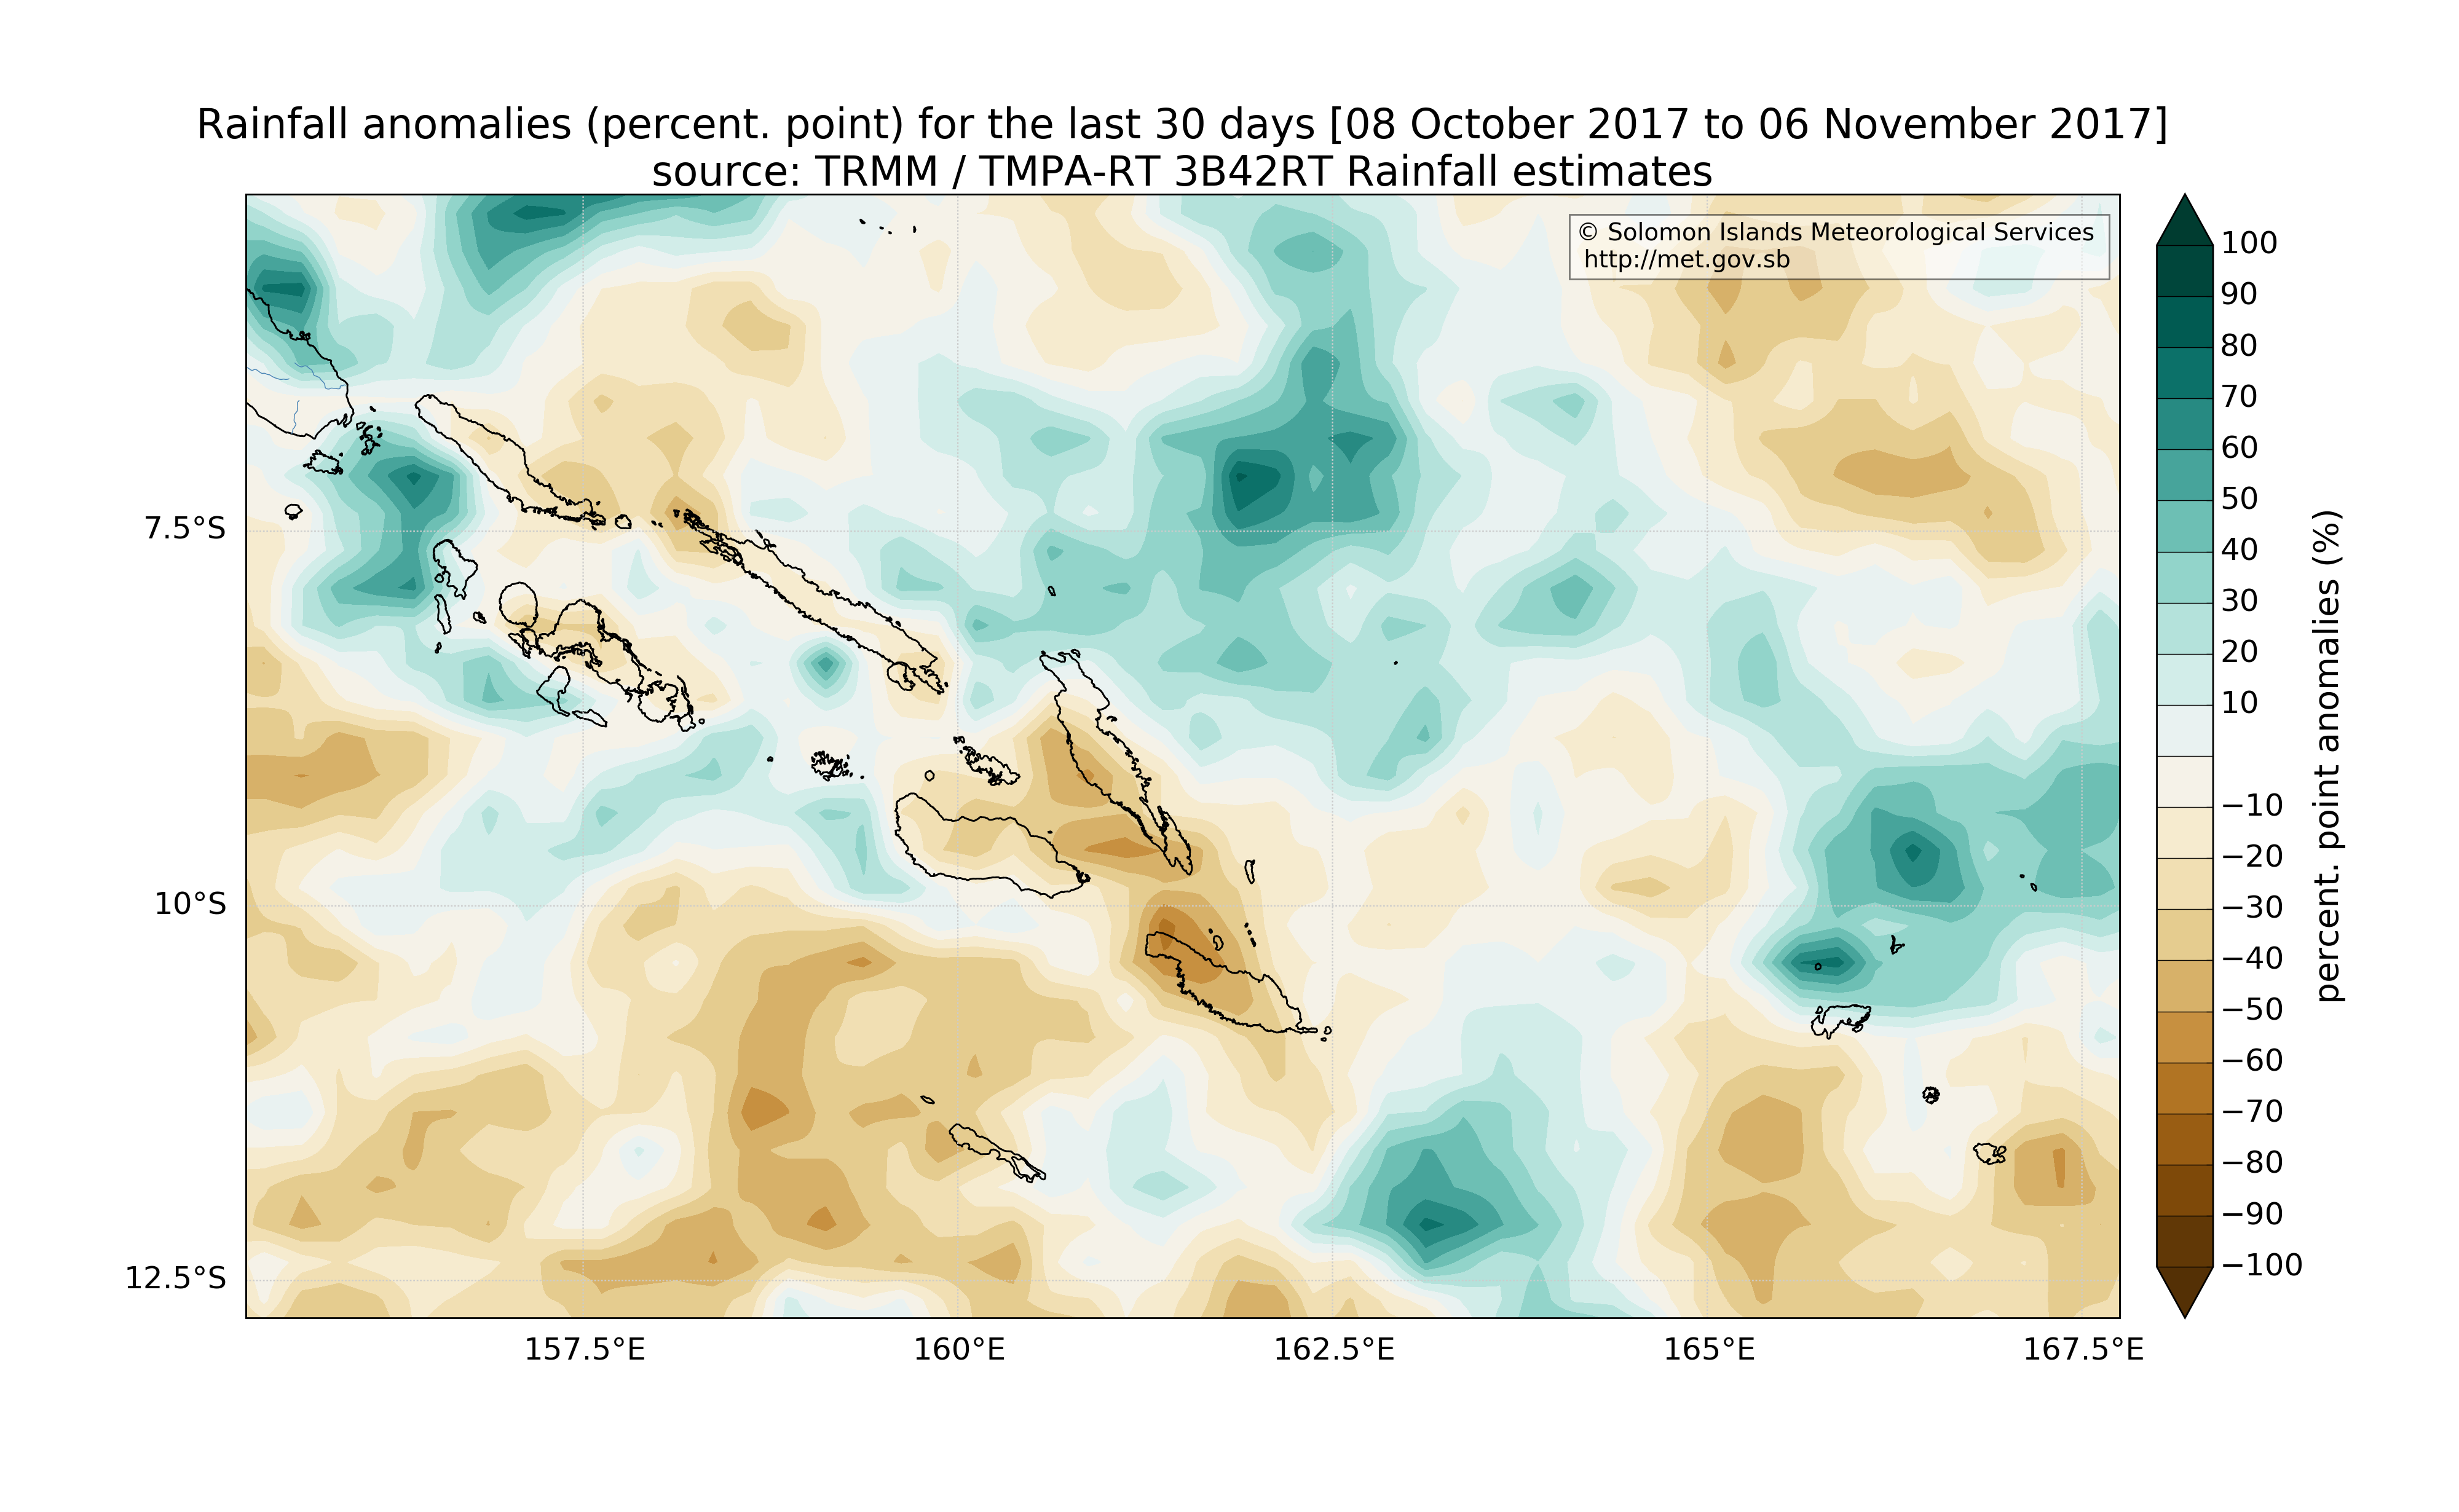 Rainfall anomalies (percent. point) for the last 30 days [08 October 2017 to 06 November 2017]
source: TRMM / TMPA-RT 3B42RT Rainfall estimates
© Solomon Islands Meteorological Services
http://met.gov.sb
7.5°S
10°S
12.5°S
157.5°E
160°E
162.5°E
165°E
167.5°E
100
90
80
70
60
50
40
30
20
10
−10
−20
−30
−40
−50
−60
−70
−80
−90
−100
percent. point anomalies (%)